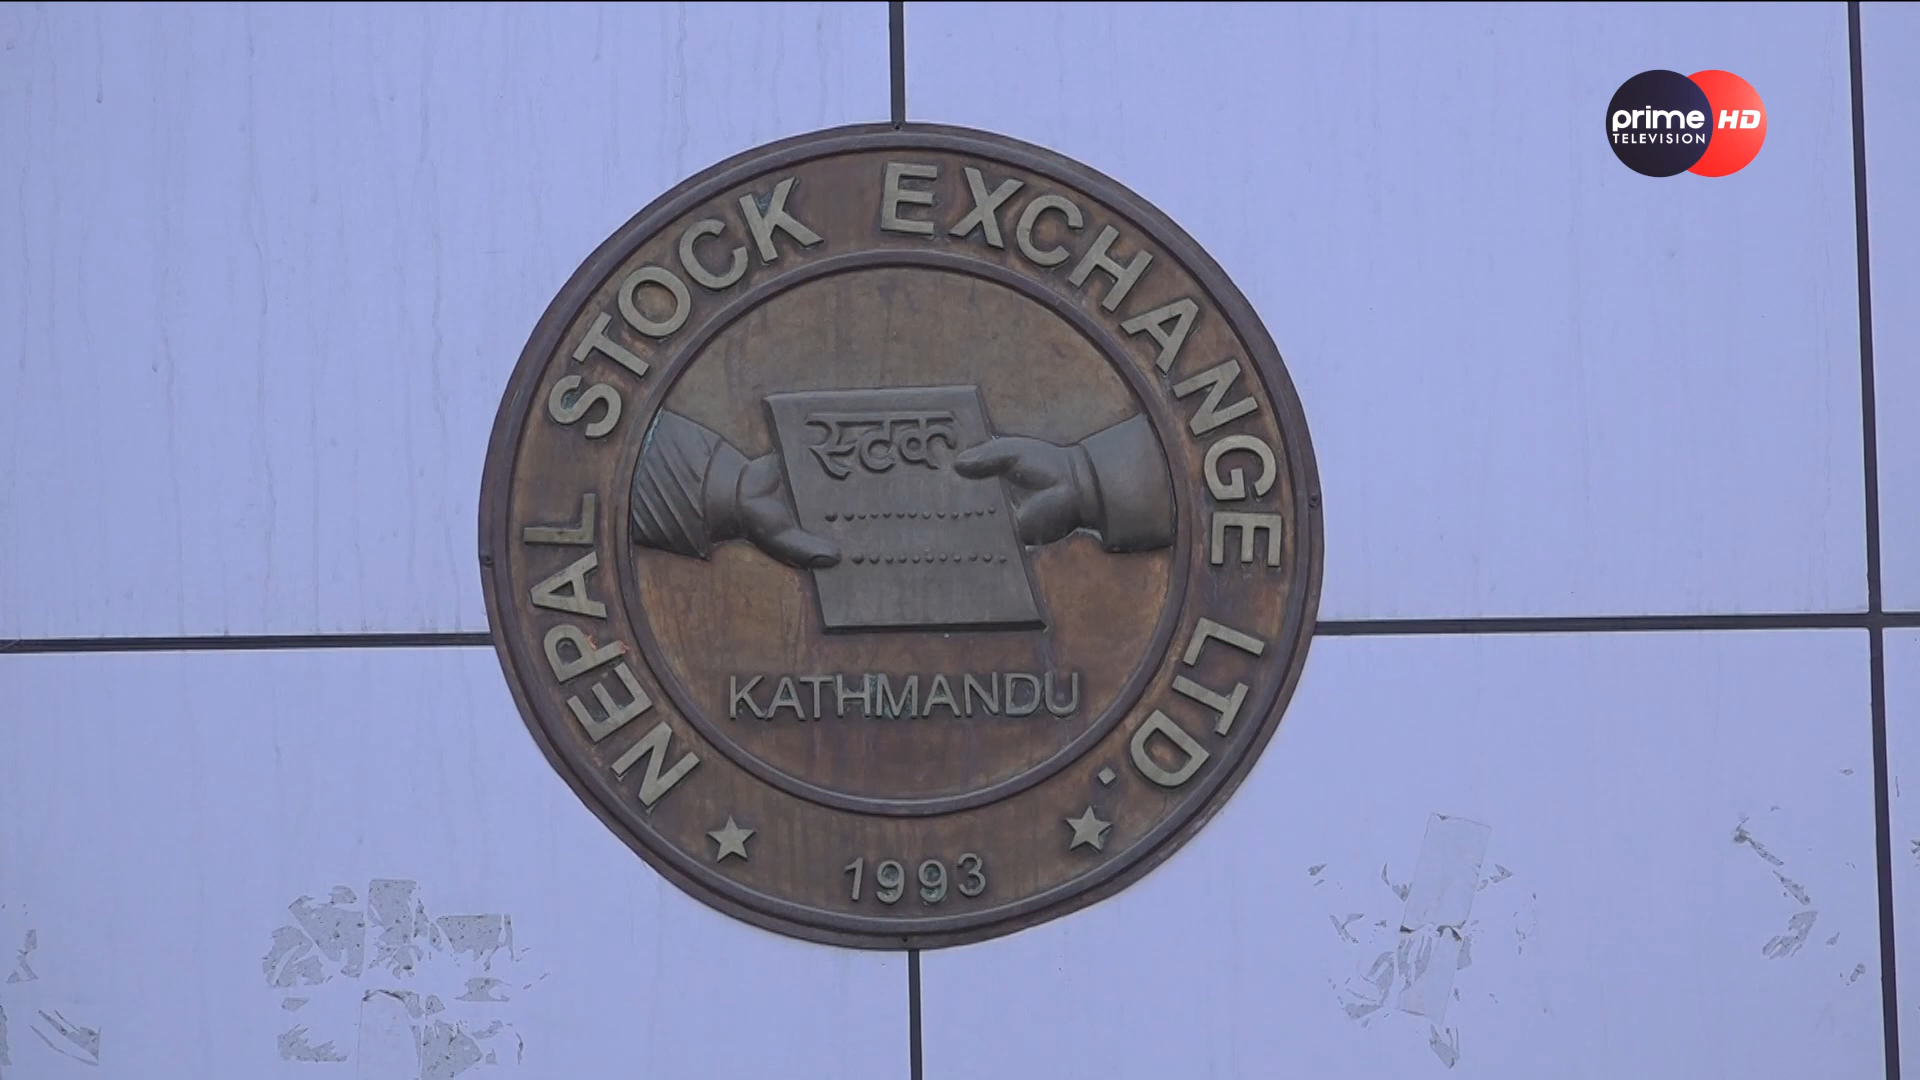 prime HD
TELEVISION
NEPAL STOCK EXCHANGE LTD.
स्टक
KATHMANDU
1993